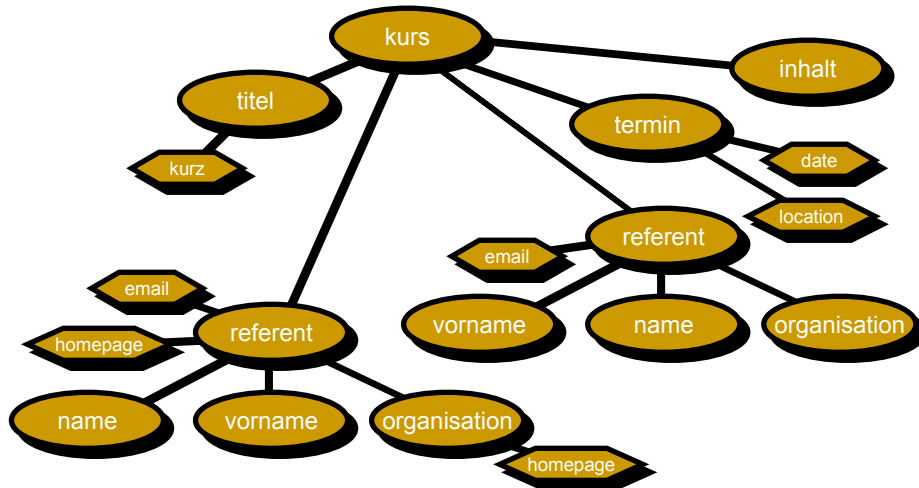 kurs
inhalt
titel
termin
kurz
date
location
referent
email
email
referent
homepage
vorname
name
organisation
name
vorname
organisation
homepage